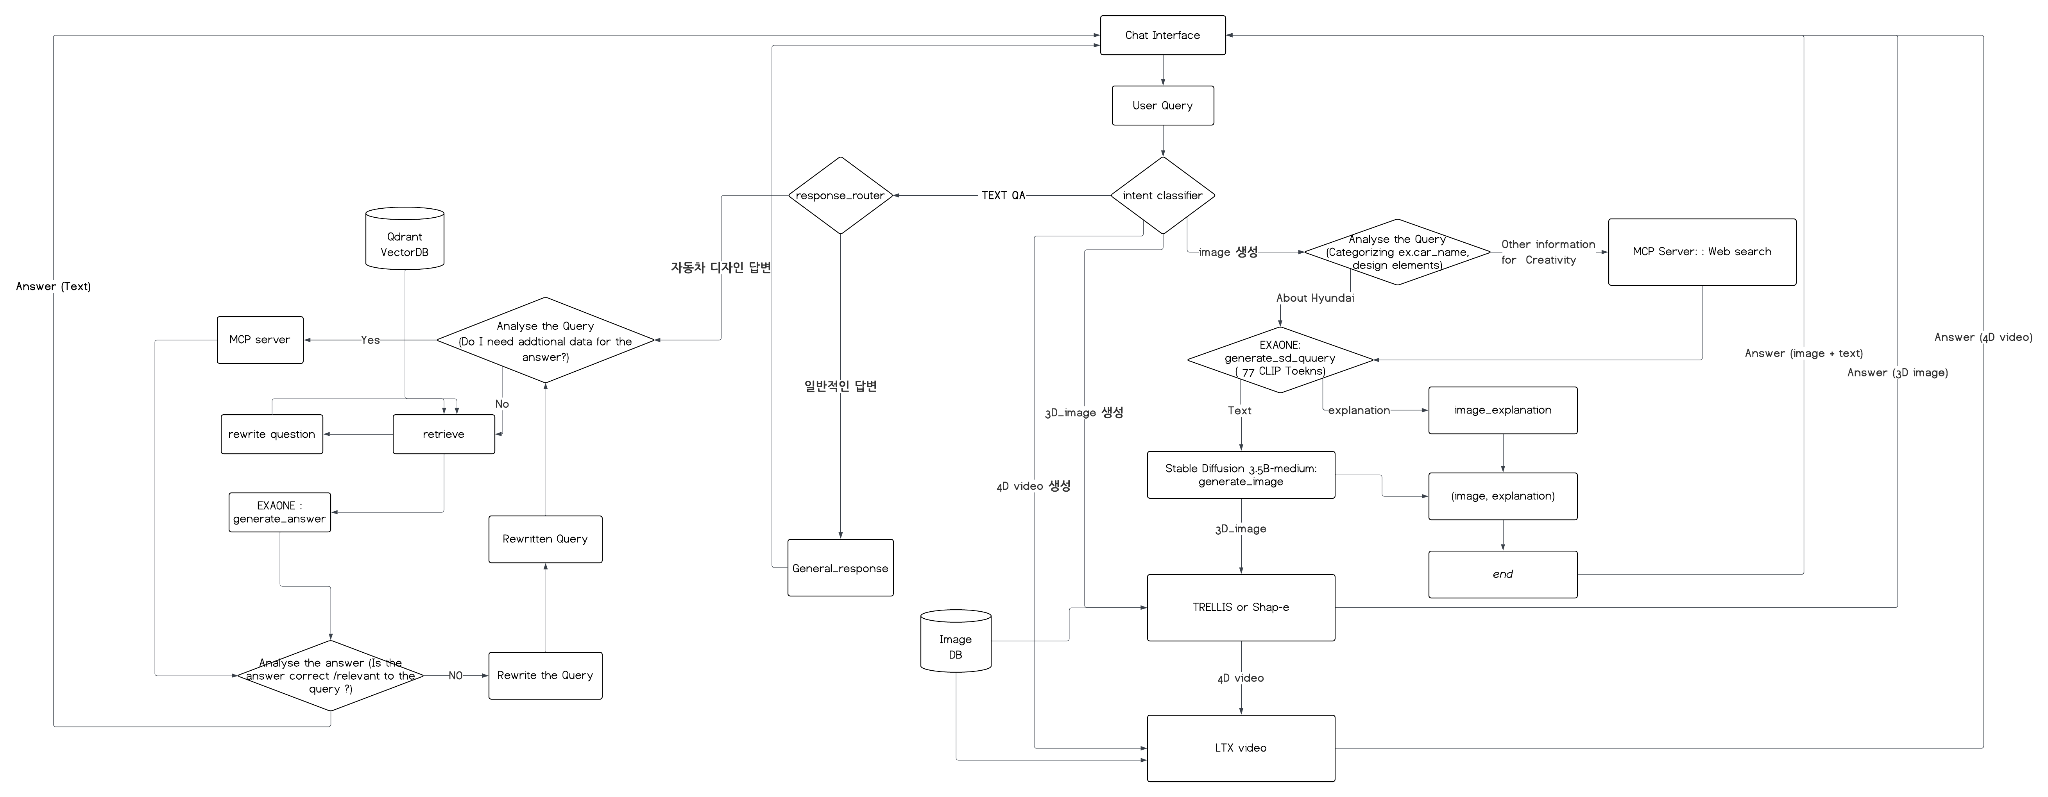 Chat Interface
User Query
intent classifier
TEXT QA
response_router
Qdrant
VectorDB
자동차 디자인 답변
image 생성
Analyse the Query
(Categorizing ex.car_name,
design elements)
Other information
for Creativity
MCP Server: : Web search
Answer (Text)
About Hyundai
MCP server
Yes
Analyse the Query
(Do I need addtional data for the
answer?)
No
일반적인 답변
EXAONE:
generate_sd_quuery
( 77 CLIP Toekns)
Answer (4D video)
Answer (image + text)
Answer (3D image)
3D_image 생성
Text
explanation
image_explanation
rewrite question
retrieve
Stable Diffusion 3.5B-medium:
generate_image
4D video 생성
(image, explanation)
EXAONE :
generate_answer
Rewritten Query
3D_image
General_response
end
TRELLIS or Shap-e
Image
DB
Analyse the answer (Is the
answer correct /relevant to the
query ?)
NO
Rewrite the Query
4D video
LTX video